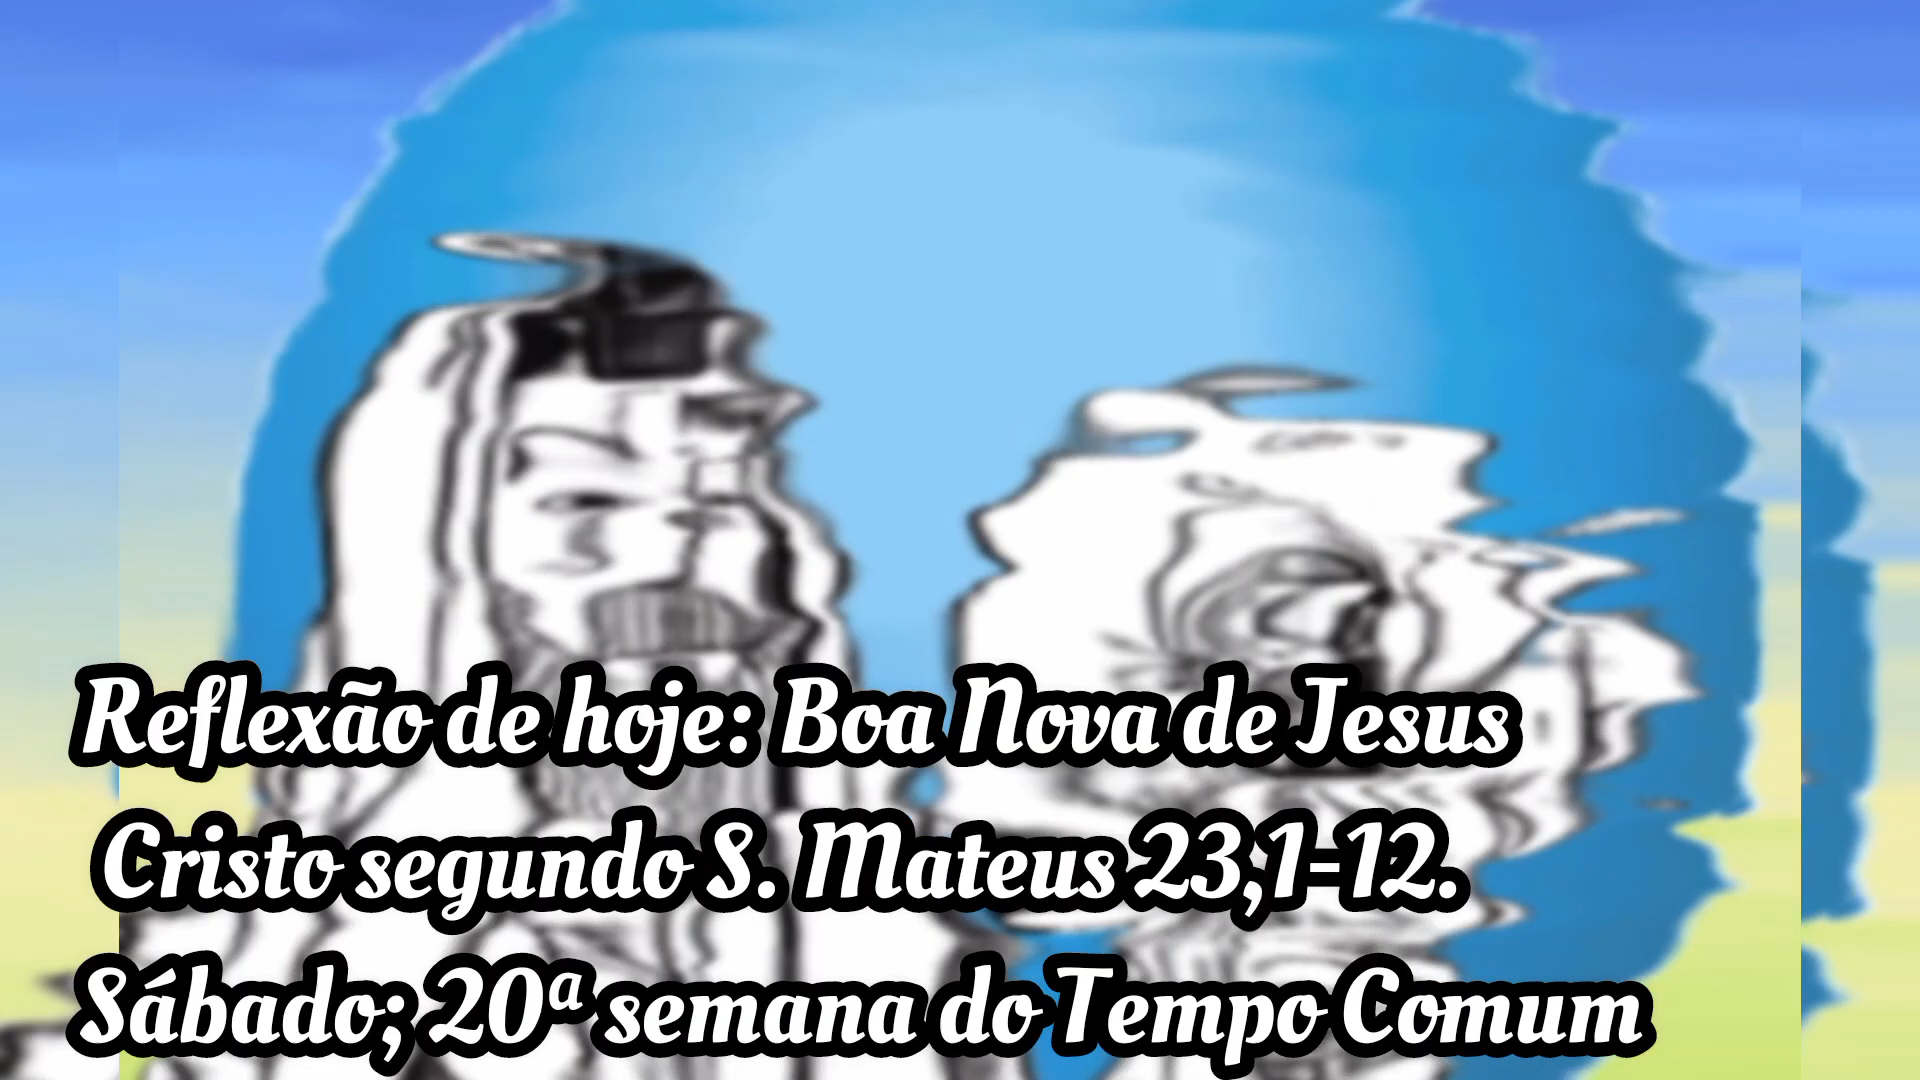 Reflexão de hoje: Boa Nova de Jesus
Cristo segundo S. Mateus 23,1-12.
Sábado; 20ª semana do Tempo Comum